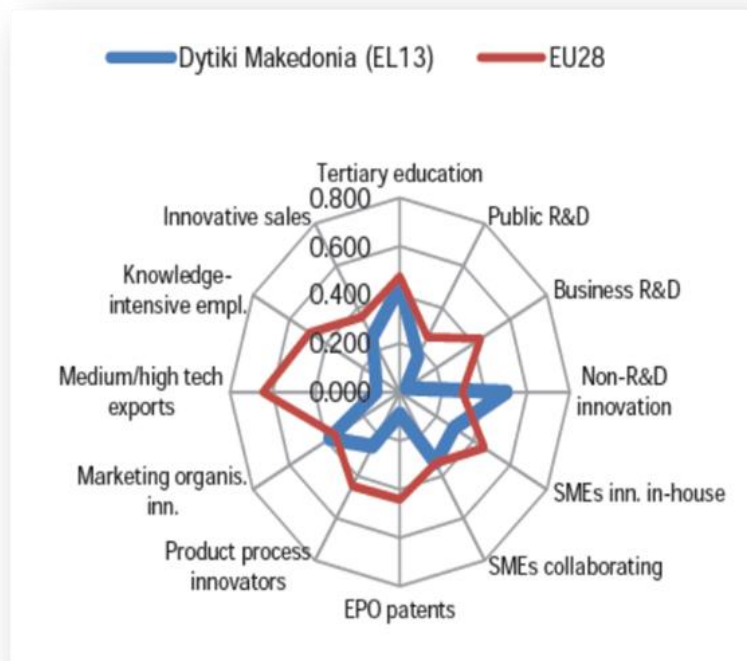 Dytiki Makedonia (EL13)
EU28
Tertiary education
0.800
0.600
0.400
0.200
0.000
Public R&D
Business R&D
Non-R&D
innovation
SMEs inn. in-house
SMEs collaborating
EPO patents
Product process
innovators
Marketing organis.
inn.
Medium/high tech
exports
Knowledge-
intensive empl.
Innovative sales